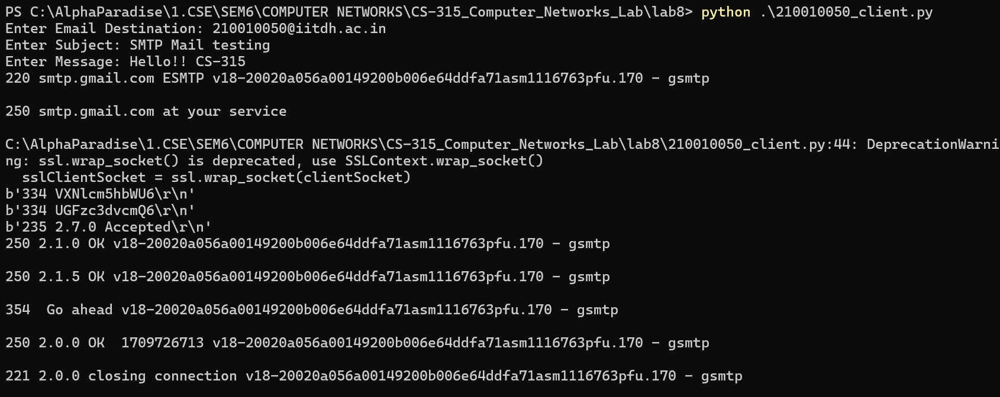 PS C:\AlphaParadise\1.CSE\SEM6\COMPUTER NETWORKS\CS-315_Computer_Networks_Lab\lab8> python .\210010050_client.py
Enter Email Destination: 210010050@iitdh.ac.in
Enter Subject: SMTP Mail testing
Enter Message: Hello!! CS-315
220 smtp.gmail.com ESMTP v18-20020a056a00149200b006e64ddfa71asm1116763pfu.170 - gsmtp
250 smtp.gmail.com at your service
C:\AlphaParadise\1.CSE\SEM6\COMPUTER NETWORKS\CS-315_Computer_Networks_Lab\lab8\210010050_client.py:44: DeprecationWarni
ng: ssl.wrap_socket() is deprecated, use SSLContext.wrap_socket()
  sslClientSocket = ssl.wrap_socket(clientSocket)
b'334 VXNlcm5hbWU6\r\n'
b'334 UGFzc3dvcmQ6\r\n'
b'235 2.7.0 Accepted\r\n'
250 2.1.0 OK v18-20020a056a00149200b006e64ddfa71asm1116763pfu.170 - gsmtp
250 2.1.5 OK v18-20020a056a00149200b006e64ddfa71asm1116763pfu.170 - gsmtp
354  Go ahead v18-20020a056a00149200b006e64ddfa71asm1116763pfu.170 - gsmtp
250 2.0.0 OK  1709726713 v18-20020a056a00149200b006e64ddfa71asm1116763pfu.170 - gsmtp
221 2.0.0 closing connection v18-20020a056a00149200b006e64ddfa71asm1116763pfu.170 - gsmtp